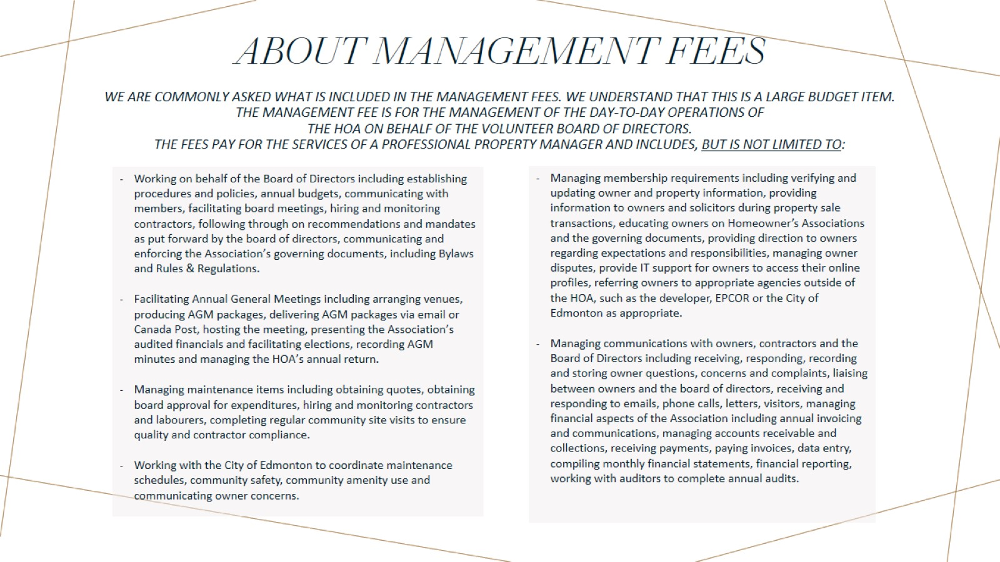 ABOUT MANAGEMENT FEES
WE ARE COMMONLY ASKED WHAT IS INCLUDED IN THE MANAGEMENT FEES. WE UNDERSTAND THAT THIS IS A LARGE BUDGET ITEM.
THE MANAGEMENT FEE IS FOR THE MANAGEMENT OF THE DAY-TO-DAY OPERATIONS OF
THE HOA ON BEHALF OF THE VOLUNTEER BOARD OF DIRECTORS.
THE FEES PAY FOR THE SERVICES OF A PROFESSIONAL PROPERTY MANAGER AND INCLUDES, BUT IS NOT LIMITED TO:
- Working on behalf of the Board of Directors including establishing
procedures and policies, annual budgets, communicating with
members, facilitating board meetings, hiring and monitoring
contractors, following through on recommendations and mandates
as put forward by the board of directors, communicating and
enforcing the Association's governing documents, including Bylaws
and Rules & Regulations.
- Facilitating Annual General Meetings including arranging venues,
producing AGM packages, delivering AGM packages via email or
Canada Post, hosting the meeting, presenting the Association's
audited financials and facilitating elections, recording AGM
minutes and managing the HOA's annual return.
- Managing maintenance items including obtaining quotes, obtaining
board approval for expenditures, hiring and monitoring contractors
and labourers, completing regular community site visits to ensure
quality and contractor compliance.
- Working with the City of Edmonton to coordinate maintenance
schedules, community safety, community amenity use and
communicating owner concerns.
- Managing membership requirements including verifying and
updating owner and property information, providing
information to owners and solicitors during property sale
transactions, educating owners on Homeowner's Associations
and the governing documents, providing direction to owners
regarding expectations and responsibilities, managing owner
disputes, provide IT support for owners to access their online
profiles, referring owners to appropriate agencies outside of
the HOA, such as the developer, EPCOR or the City of
Edmonton as appropriate.
- Managing communications with owners, contractors and the
Board of Directors including receiving, responding, recording
and storing owner questions, concerns and complaints, liaising
between owners and the board of directors, receiving and
responding to emails, phone calls, letters, visitors, managing
financial aspects of the Association including annual invoicing
and communications, managing accounts receivable and
collections, receiving payments, paying invoices, data entry,
compiling monthly financial statements, financial reporting,
working with auditors to complete annual audits.